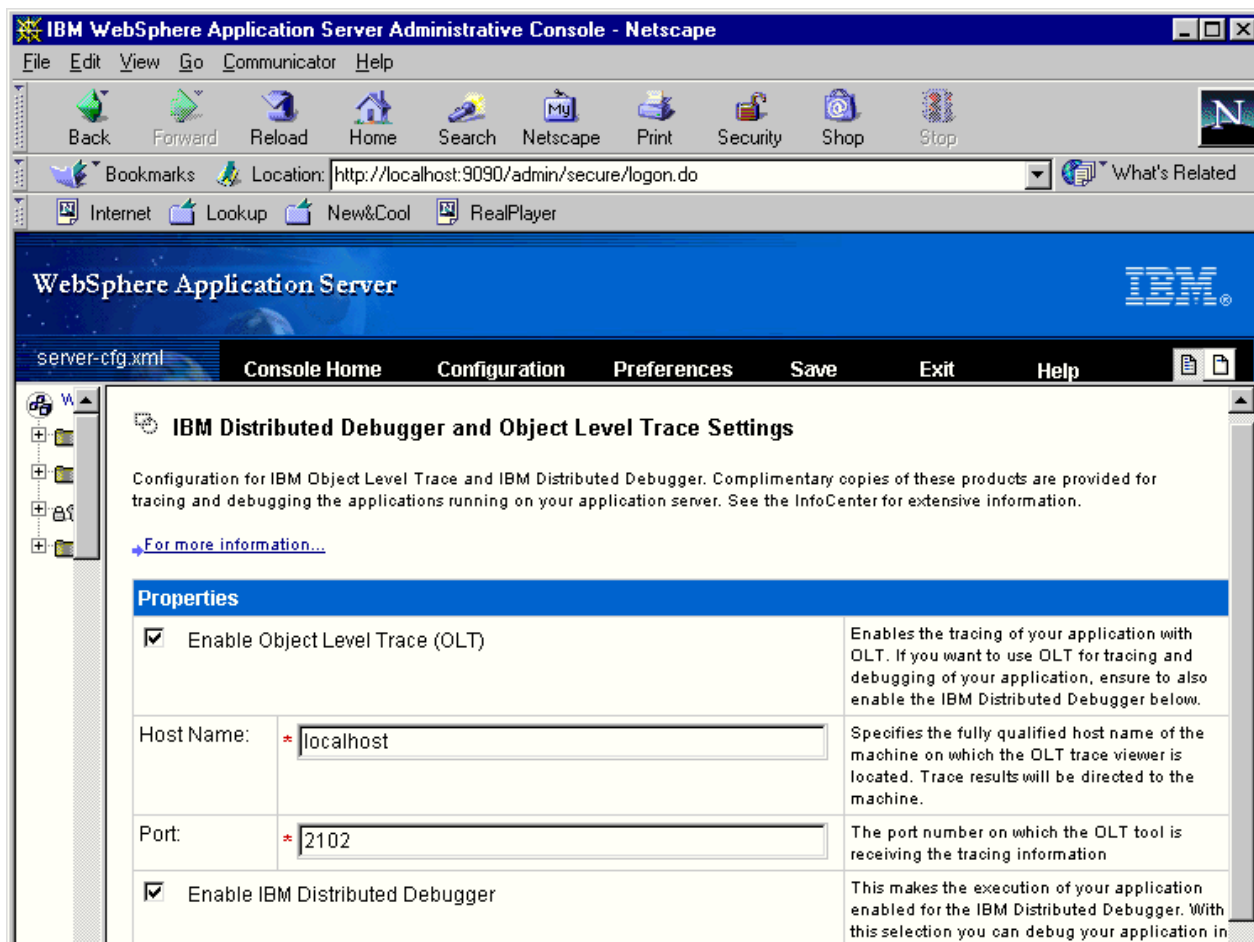 IBM WebSphere Application Server Administrative Console - Netscape
File Edit View Go Communicator Help
Back Forward Reload Home Search Netscape Print Security Shop Stop
N
My
Bookmarks Location: http://localhost:9090/admin/secure/logon.do What's Related
Internet Lookup New&Cool RealPlayer
WebSphere Application Server
IBM®
server-cfg.xml Console Home Configuration Preferences Save Exit Help
W
IBM Distributed Debugger and Object Level Trace Settings
Configuration for IBM Object Level Trace and IBM Distributed Debugger. Complimentary copies of these products are provided for
tracing and debugging the applications running on your application server. See the InfoCenter for extensive information.
For more information...
Properties
Enable Object Level Trace (OLT)
Enables the tracing of your application with
OLT. If you want to use OLT for tracing and
debugging of your application, ensure to also
enable the IBM Distributed Debugger below.
Host Name: * localhost
Specifies the fully qualified host name of the
machine on which the OLT trace viewer is
located. Trace results will be directed to the
machine.
Port: * 2102
The port number on which the OLT tool is
receiving the tracing information
Enable IBM Distributed Debugger
This makes the execution of your application
enabled for the IBM Distributed Debugger. With
this selection you can debug your application in